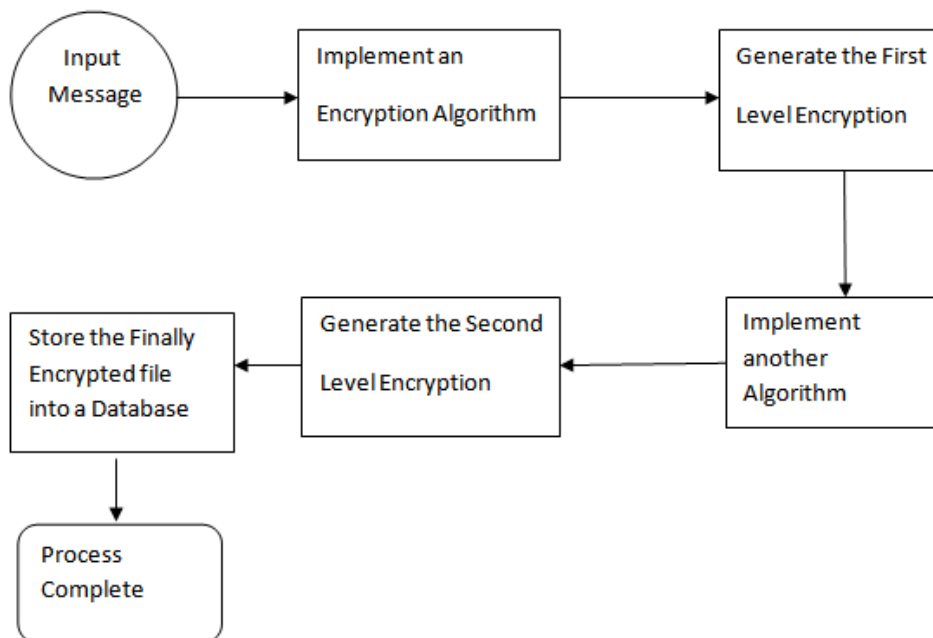 Input
Message
Implement an
Encryption Algorithm
Generate the First
Level Encryption
Implement
another
Algorithm
Generate the Second
Level Encryption
Store the Finally
Encrypted file
into a Database
Process
Complete